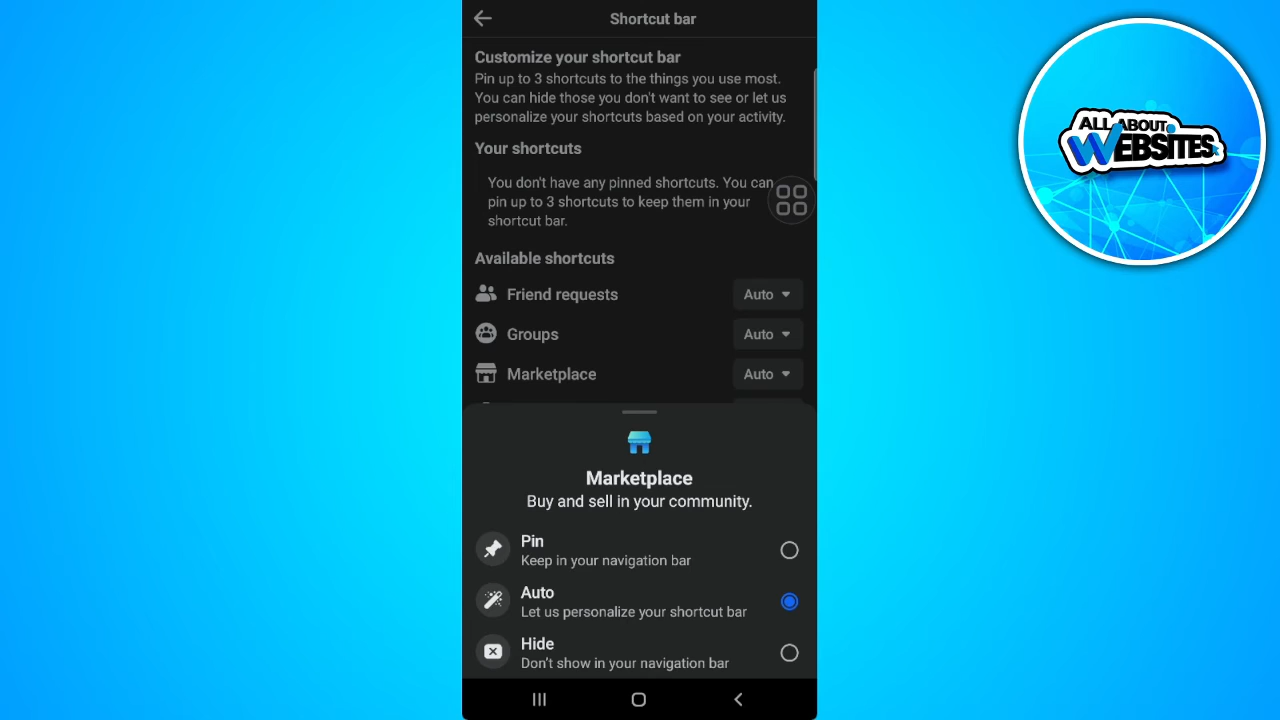 Shortcut bar
Customize your shortcut bar
Pin up to 3 shortcuts to the things you use most.
You can hide those you don't want to see or let us
personalize your shortcuts based on your activity.
Your shortcuts
You don't have any pinned shortcuts. You can
pin up to 3 shortcuts to keep them in your
shortcut bar.
Available shortcuts
Friend requests Auto
Groups Auto
Marketplace Auto
Marketplace
Buy and sell in your community.
Pin
Keep in your navigation bar
Auto
Let us personalize your shortcut bar
Hide
Don't show in your navigation bar
ALL ABOUT
WEBSITES